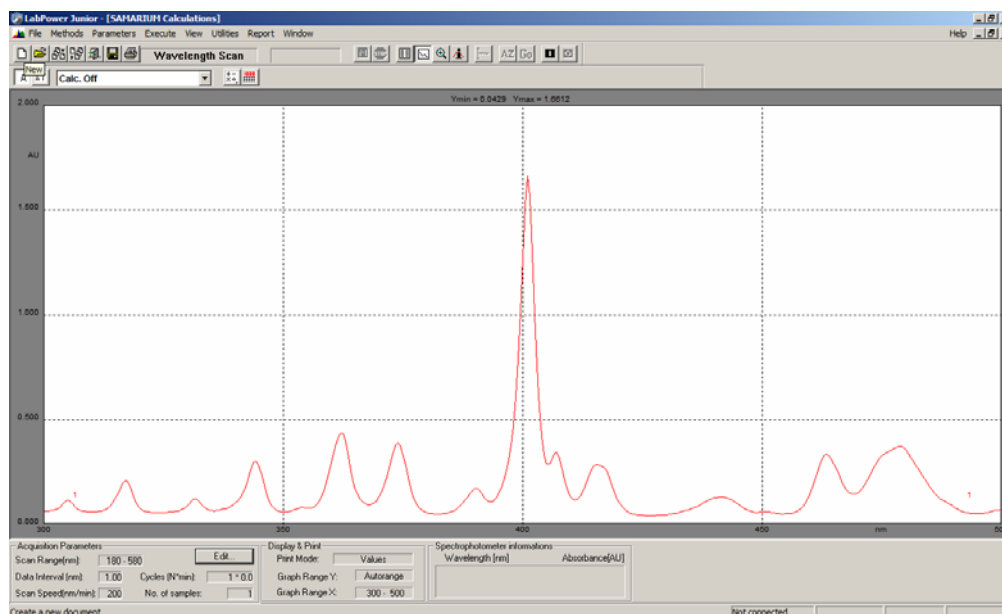 LabPower Junior - [SAMARIUM Calculations]
File Methods Parameters Execute View Utilities Report Window Help
Wavelength Scan
AZ Go
New
Calc. Off
Ymin = 0.0429 Ymax = 1.6612
2.000
AU
1.500
1.000
0.500
1 1
0.000
300 350 400 450 nm
Acquisition Parameters
Scan Range(nm): 180 - 580 Edit...
Data Interval (nm): 1.00 Cycles (N*min): 1 * 0.0
Scan Speed(nm/min): 200 No. of samples: 1
Display & Print
Print Mode: Values
Graph Range Y: Autorange
Graph Range X: 300 - 500
Spectrophotometer informations
Wavelength [nm] Absorbance[AU]
Create a new document Not connected